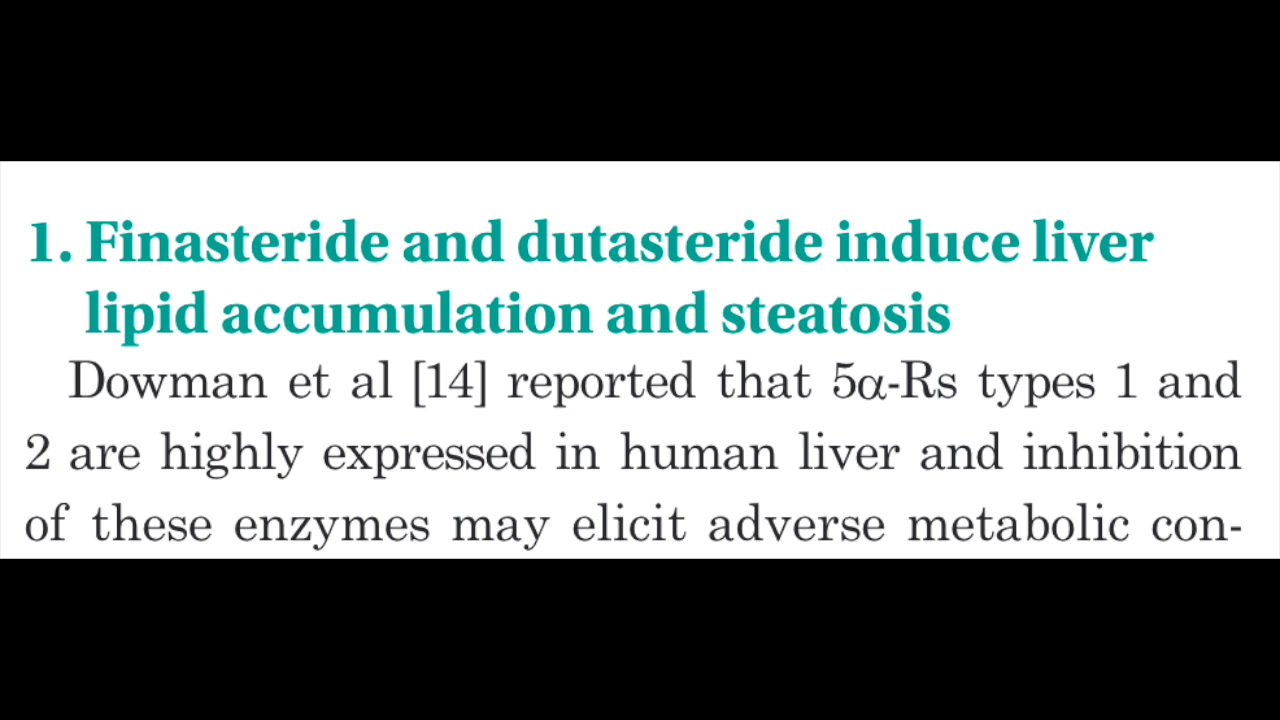 1. Finasteride and dutasteride induce liver
lipid accumulation and steatosis
Dowman et al [14] reported that 5α-Rs types 1 and
2 are highly expressed in human liver and inhibition
of these enzymes may elicit adverse metabolic con-